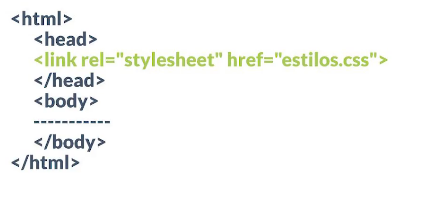 <html>
<head>
<link rel="stylesheet" href="estilos.css">
</head>
<body>
-----------
</body>
</html>